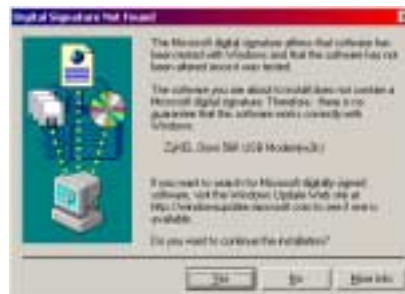 Digital Signature Not Found
The Microsoft digital signature affirms that software has
been tested with Windows and that the software has not
been altered since it was tested.
The software you are about to install does not contain a
Microsoft digital signature. Therefore, there is no
guarantee that this software works correctly with
Windows.
ZyXEL Omni 56K USB Modem
If you want to search for Microsoft digitally signed
software, visit the Windows Update Web site at
http://windowsupdate.microsoft.com to see if one is
available.
Do you want to continue the installation?
Yes
No
More Info